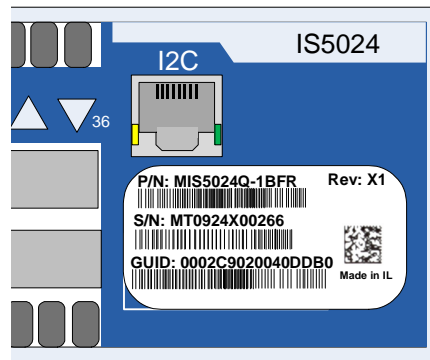 IS5024
I2C
36
P/N: MIS5024Q-1BFR Rev: X1
S/N: MT0924X00266
GUID: 0002C9020040DDB0
Made in IL